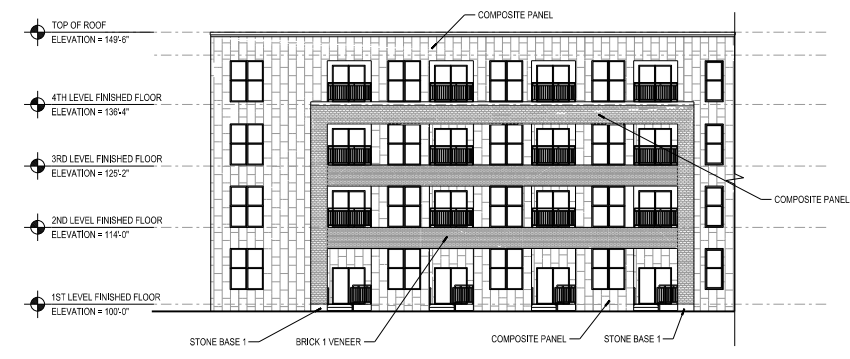 COMPOSITE PANEL
TOP OF ROOF
ELEVATION = 149'-6"
4TH LEVEL FINISHED FLOOR
ELEVATION = 136'-4"
3RD LEVEL FINISHED FLOOR
ELEVATION = 125'-2"
COMPOSITE PANEL
2ND LEVEL FINISHED FLOOR
ELEVATION = 114'-0"
1ST LEVEL FINISHED FLOOR
ELEVATION = 100'-0"
STONE BASE 1
BRICK 1 VENEER
COMPOSITE PANEL
STONE BASE 1